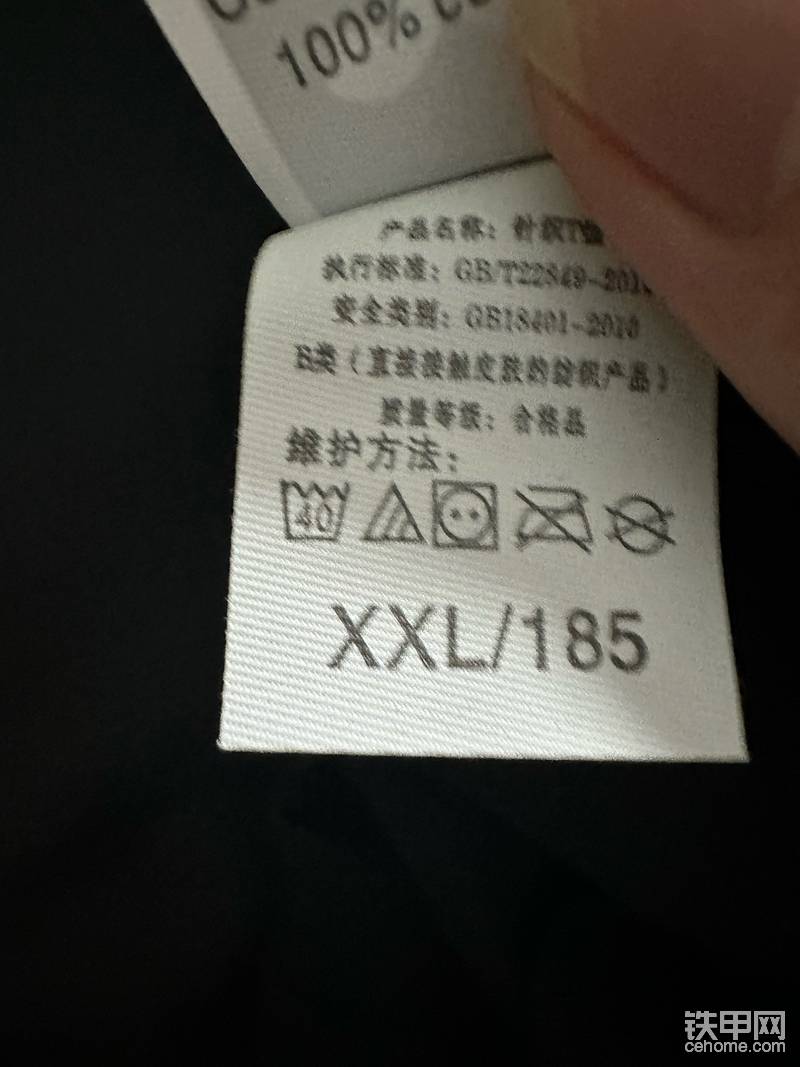 100%
产品名称：针织T恤
执行标准：GB/T22849-201
安全类别：GB18401-2010
B类（直接接触皮肤的纺织产品）
质量等级：合格品
维护方法：
40
XXL/185
铁甲网
cehome.com